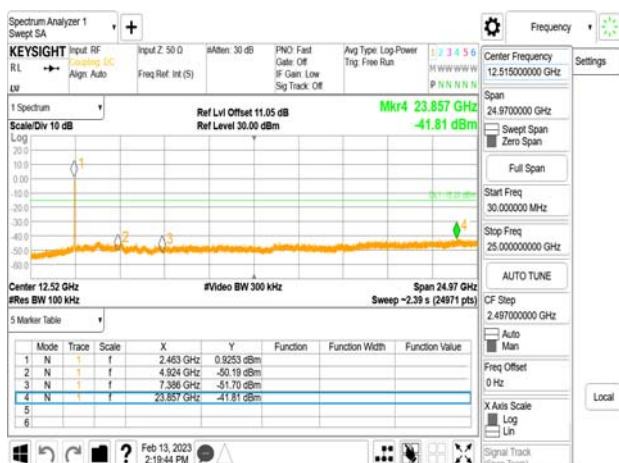 Spectrum Analyzer 1
Swept SA
+
Frequency
KEYSIGHT
RL
Input: RF
Coupling: DC
Align: Auto
Input Z: 50 Ω
Freq Ref: Int (S)
#Atten: 30 dB
PNO: Fast
Gate: Off
IF Gain: Low
Sig Track: Off
Avg Type: Log-Power
Trig: Free Run
1 2 3 4 5 6
M W W W W W
P N N N N N
Center Frequency
12.515000000 GHz
Settings
Span
24.9700000 GHz
Swept Span
Zero Span
Full Span
Start Freq
30.000000 MHz
Stop Freq
25.000000000 GHz
AUTO TUNE
CF Step
2.497000000 GHz
Auto
Man
Freq Offset
0 Hz
X Axis Scale
Log
Lin
Signal Track
Local
1 Spectrum
Scale/Div 10 dB
Log
Ref Lvl Offset 11.05 dB
Ref Level 30.00 dBm
Mkr4 23.857 GHz
-41.81 dBm
20.0
10.0
0.00
-10.0
-20.0
-30.0
-40.0
-50.0
-60.0
1
2
3
4
Center 12.52 GHz
#Res BW 100 kHz
#Video BW 300 kHz
Span 24.97 GHz
Sweep ~2.39 s (24971 pts)
5 Marker Table
Mode Trace Scale X Y Function Function Width Function Value
1 N 1 f 2.463 GHz 0.9253 dBm
2 N 1 f 4.924 GHz -50.19 dBm
3 N 1 f 7.386 GHz -51.70 dBm
4 N 1 f 23.857 GHz -41.81 dBm
5
6
?
Feb 13, 2023
2:19:44 PM